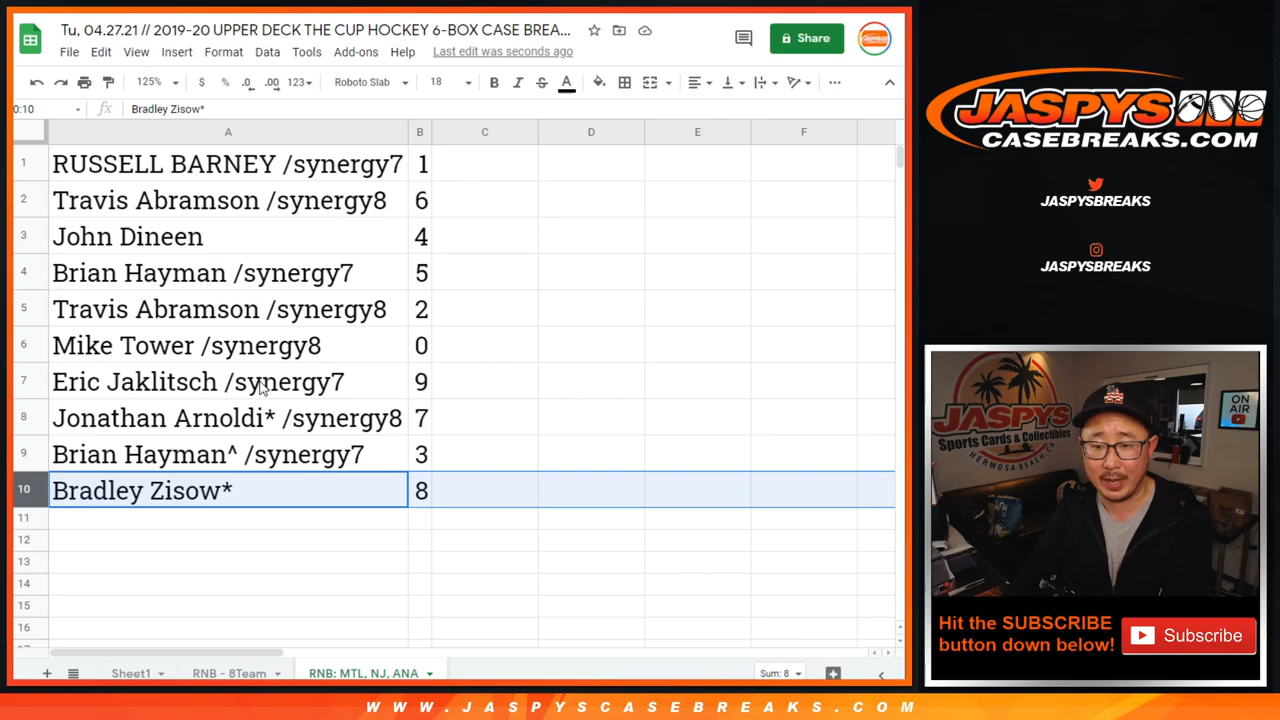 Tu, 04.27.21 // 2019-20 UPPER DECK THE CUP HOCKEY 6-BOX CASE BREA...
Share
File Edit View Insert Format Data Tools Add-ons Help Last edit was seconds ago
125% $ % .0 .00 123 Roboto Slab 18 B I S A
0:10 fx Bradley Zisow*
A B C D E F
1 RUSSELL BARNEY /synergy7 1
2 Travis Abramson /synergy8 6
3 John Dineen 4
4 Brian Hayman /synergy7 5
5 Travis Abramson /synergy8 2
6 Mike Tower /synergy8 0
7 Eric Jaklitsch /synergy7 9
8 Jonathan Arnoldi* /synergy8 7
9 Brian Hayman^ /synergy7 3
10 Bradley Zisow* 8
11
12
13
14
15
16
Sheet1 RNB - 8Team RNB: MTL, NJ, ANA Sum: 8
JASPYS
CASEBREAKS.COM
JASPYSBREAKS
JASPYSBREAKS
JASPYS
Sports Cards & Collectibles
HERMOSA BEACH, CA
ON AIR
Hit the SUBSCRIBE
button down below!
Subscribe
WWW.JASPYSCASEBREAKS.COM